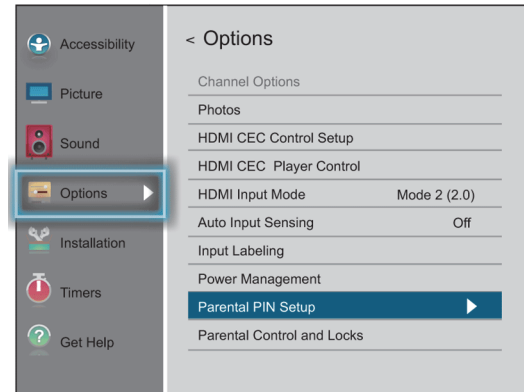 Accessibility
Picture
Sound
Options
Installation
Timers
Get Help
< Options
Channel Options
Photos
HDMI CEC Control Setup
HDMI CEC  Player Control
HDMI Input Mode Mode 2 (2.0)
Auto Input Sensing Off
Input Labeling
Power Management
Parental PIN Setup
Parental Control and Locks